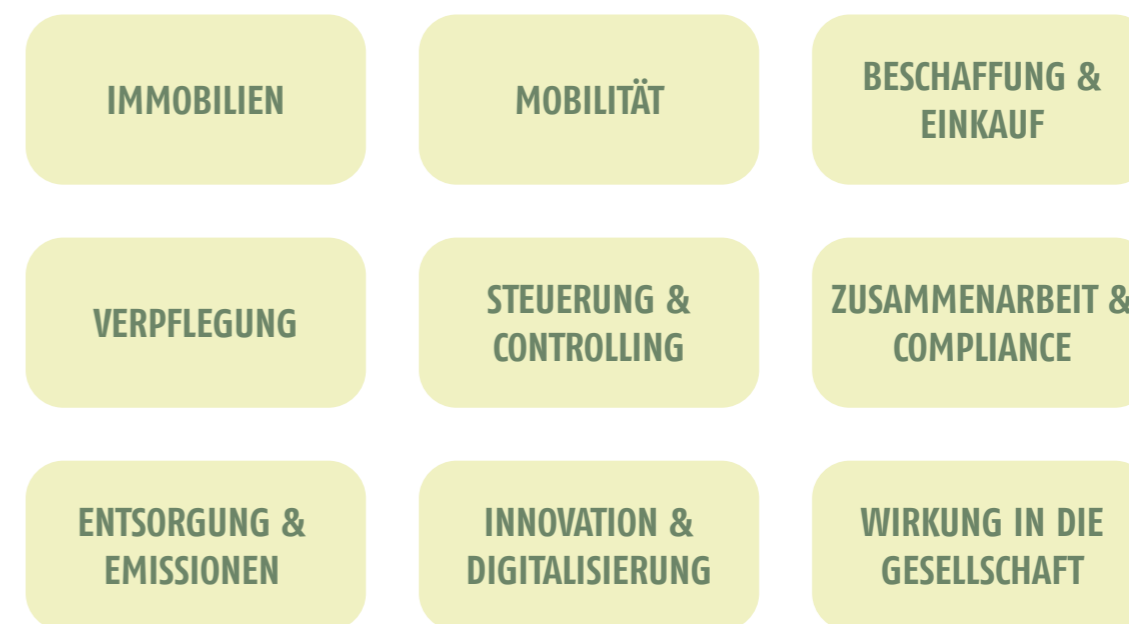 IMMOBILIEN
MOBILITÄT
BESCHAFFUNG &
EINKAUF
VERPFLEGUNG
STEUERUNG &
CONTROLLING
ZUSAMMENARBEIT &
COMPLIANCE
ENTSORGUNG &
EMISSIONEN
INNOVATION &
DIGITALISIERUNG
WIRKUNG IN DIE
GESELLSCHAFT